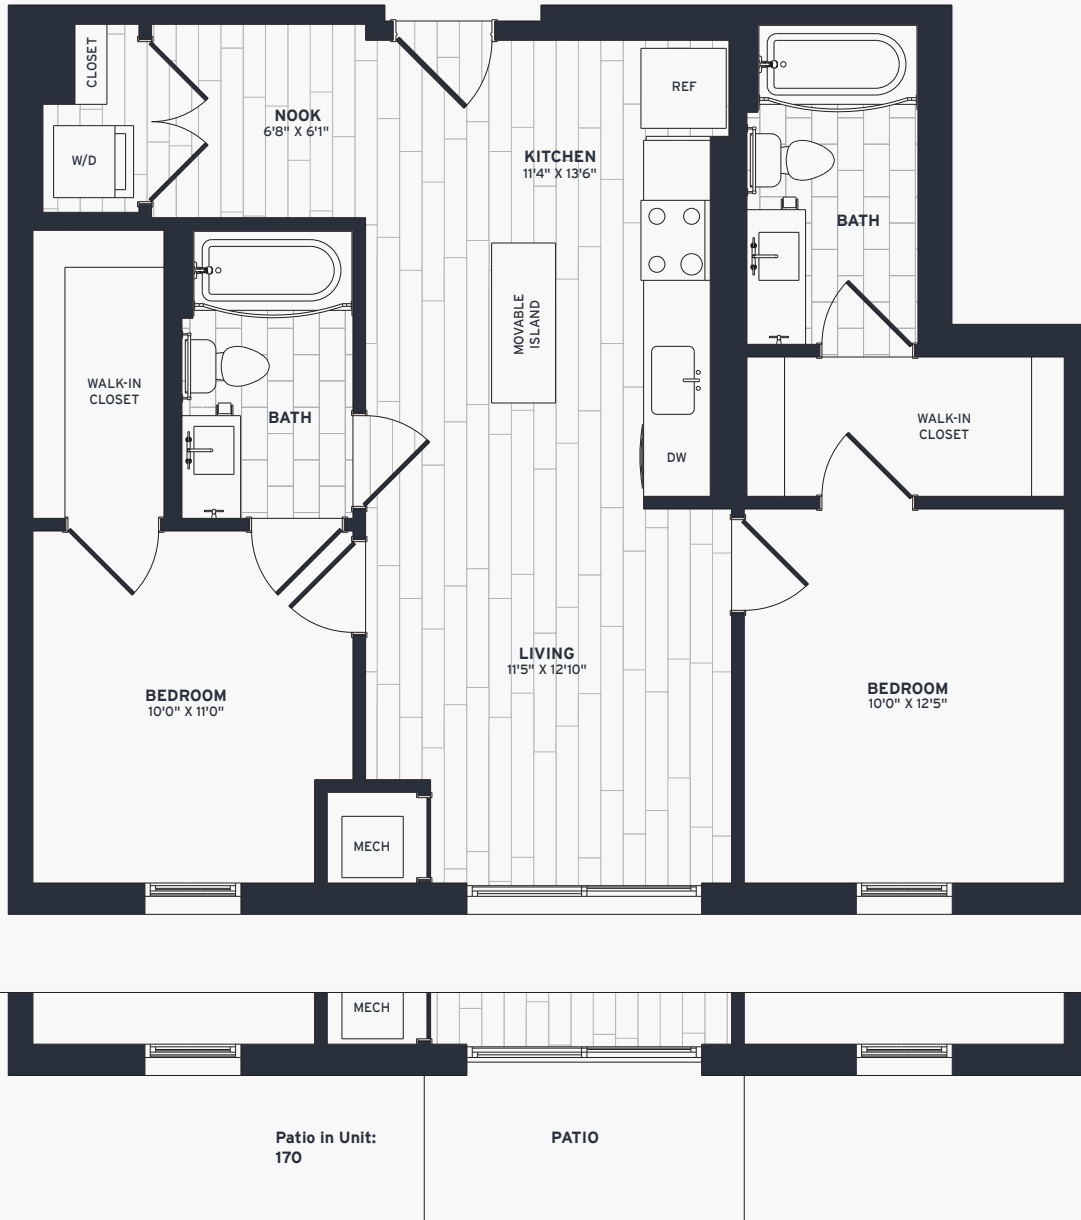 CLOSET
REF
NOOK
6'8" X 6'1"
W/D
KITCHEN
11'4" X 13'6"
BATH
MOVABLE
ISLAND
WALK-IN
CLOSET
BATH
WALK-IN
CLOSET
DW
LIVING
11'5" X 12'10"
BEDROOM
10'0" X 11'0"
BEDROOM
10'0" X 12'5"
MECH
MECH
Patio in Unit:
170
PATIO